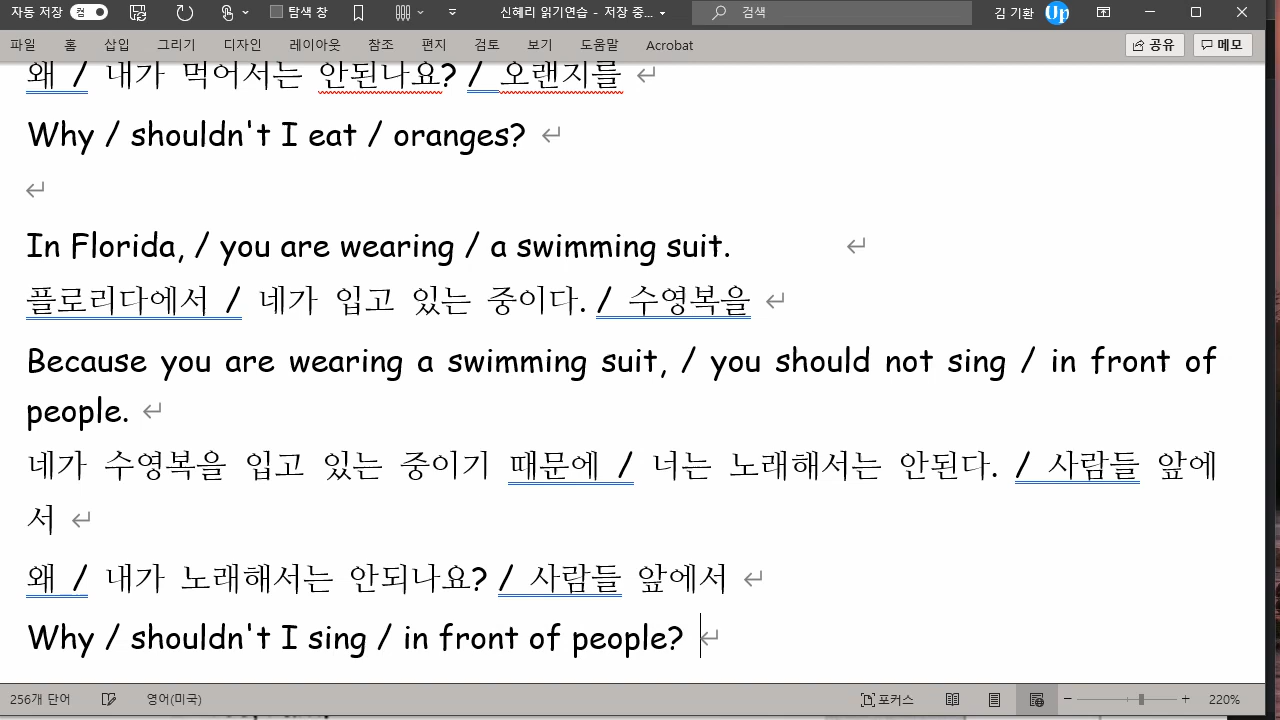 자동 저장 켬 탐색 창 신혜리 읽기연습 - 저장 중... 검색 김 기환 Up
파일 홈 삽입 그리기 디자인 레이아웃 참조 편지 검토 보기 도움말 Acrobat 공유 메모
왜 / 내가 먹어서는 안된나요? / 오랜지를
Why / shouldn't I eat / oranges?
In Florida, / you are wearing / a swimming suit.
플로리다에서 / 네가 입고 있는 중이다. / 수영복을
Because you are wearing a swimming suit, / you should not sing / in front of
people.
네가 수영복을 입고 있는 중이기 때문에 / 너는 노래해서는 안된다. / 사람들 앞에
서
왜 / 내가 노래해서는 안되나요? / 사람들 앞에서
Why / shouldn't I sing / in front of people?
256개 단어 영어(미국) 포커스 220%